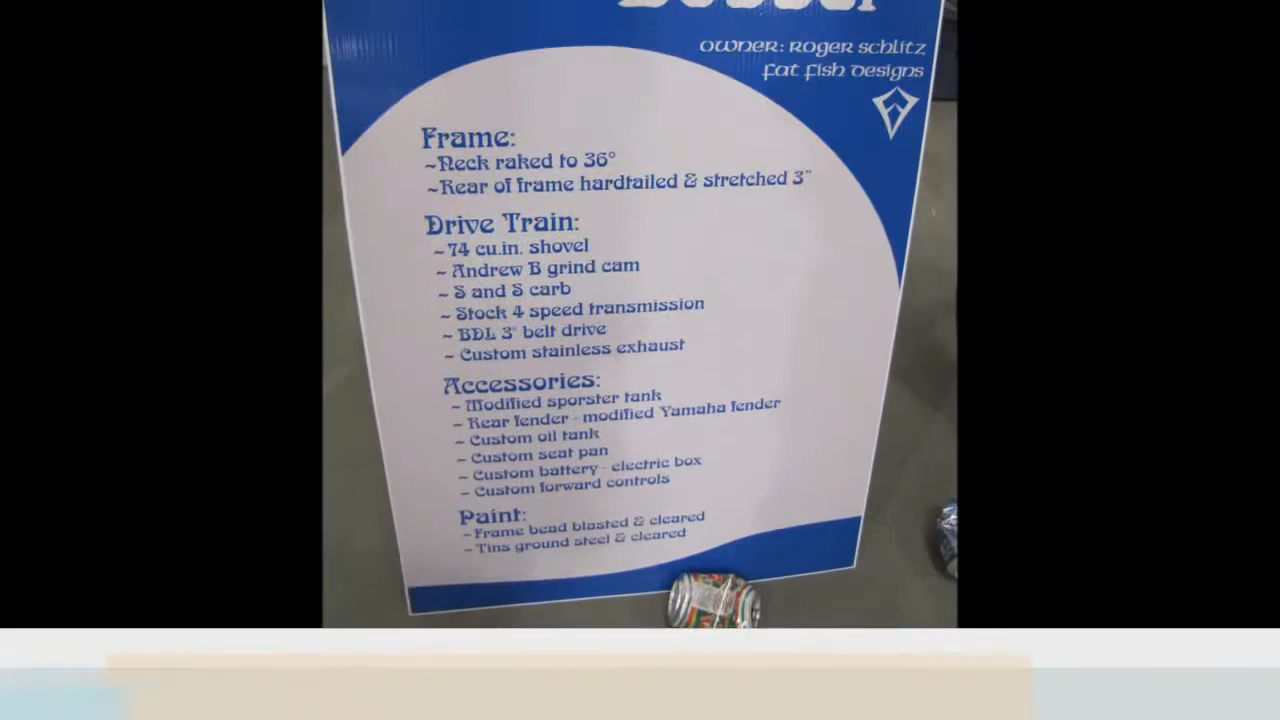 owner: Roger Schlitz
Fat Fish Designs
Frame:
~Neck raked to 36°
~Rear of frame hardtailed & stretched 3"
Drive Train:
~ 74 cu.in. shovel
~ Andrew B grind cam
~ S and S carb
~ Stock 4 speed transmission
~ BDL 3" belt drive
~ Custom stainless exhaust
Accessories:
~ Modified sporster tank
~ Rear fender - modified Yamaha fender
~ Custom oil tank
~ Custom seat pan
~ Custom battery - electric box
~ Custom forward controls
Paint:
~ Frame bead blasted & cleared
~ Tins ground steel & cleared